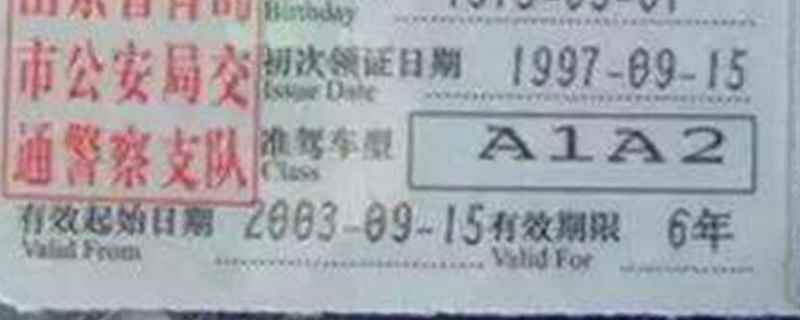 Birthday
市公安局交
初次领证日期 1997-09-15
Issue Date
通警察支队
准驾车型 A1A2
Class
有效起始日期 2003-09-15 有效期限 6年
Valid From Valid For